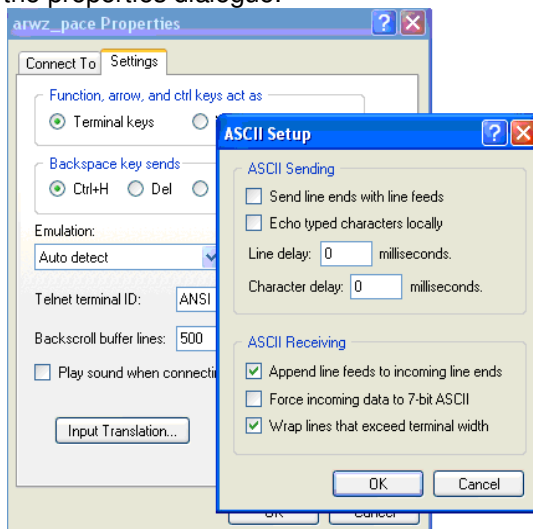 the properties dialogue.
arwz_pace Properties
Connect To Settings
Function, arrow, and ctrl keys act as
Terminal keys
Backspace key sends
Ctrl+H Del
Emulation:
Auto detect
Telnet terminal ID: ANSI
Backscroll buffer lines: 500
Play sound when connecti
Input Translation...
ASCII Setup
ASCII Sending
Send line ends with line feeds
Echo typed characters locally
Line delay: 0 milliseconds.
Character delay: 0 milliseconds.
ASCII Receiving
Append line feeds to incoming line ends
Force incoming data to 7-bit ASCII
Wrap lines that exceed terminal width
OK Cancel
OK Cancel